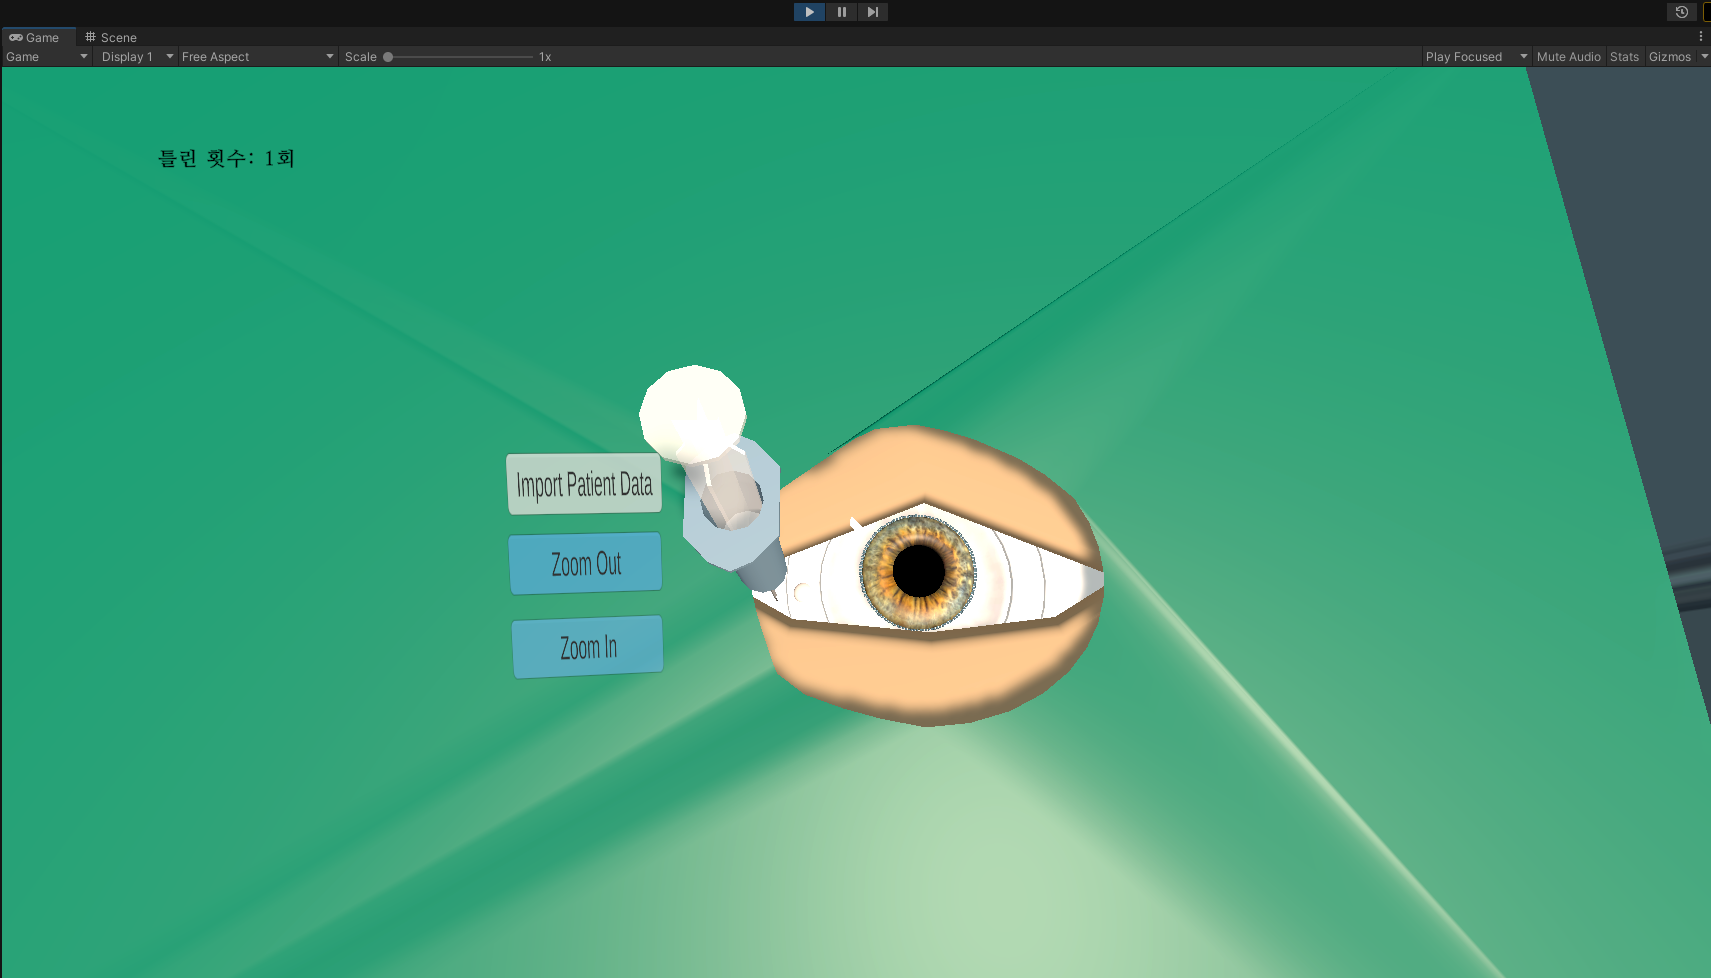 Game
Scene
Game
Display 1
Free Aspect
Scale
1x
Play Focused
Mute Audio
Stats
Gizmos
틀린 횟수: 1회
Import Patient Data
Zoom Out
Zoom In